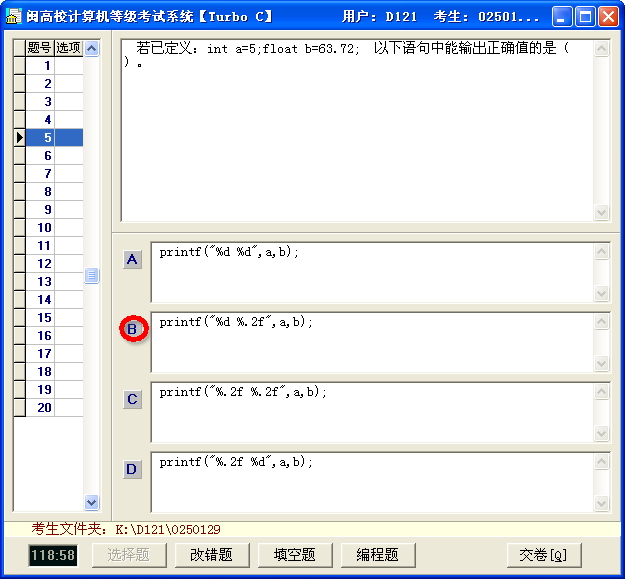 闽高校计算机等级考试系统【Turbo C】 用户: D121 考生: 02501...
题号 选项
1
2
3
4
5
6
7
8
9
10
11
12
13
14
15
16
17
18
19
20
若已定义: int a=5;float b=63.72; 以下语句中能输出正确值的是 (
) 。
A printf("%d %d",a,b);
B printf("%d %.2f",a,b);
C printf("%.2f %.2f",a,b);
D printf("%.2f %d",a,b);
考生文件夹: K:\D121\0250129
118:58 选择题 改错题 填空题 编程题 交卷[Q]